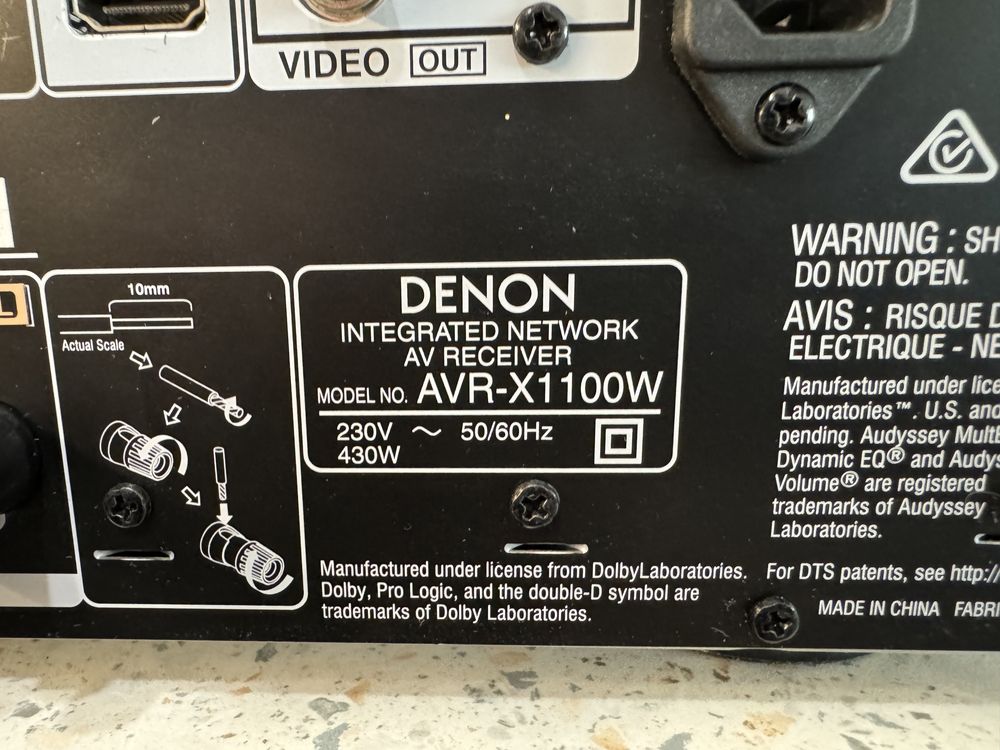 VIDEO OUT
10mm
Actual Scale
DENON
INTEGRATED NETWORK
AV RECEIVER
MODEL NO. AVR-X1100W
230V ～ 50/60Hz
430W
Manufactured under license from DolbyLaboratories.
Dolby, Pro Logic, and the double-D symbol are
trademarks of Dolby Laboratories.
WARNING : SH
DO NOT OPEN.
AVIS : RISQUE D
ELECTRIQUE - NE
Manufactured under lice
Laboratories™. U.S. and
pending. Audyssey MultE
Dynamic EQ® and Audys
Volume® are registered
trademarks of Audyssey
Laboratories.
For DTS patents, see http://
MADE IN CHINA FABRI